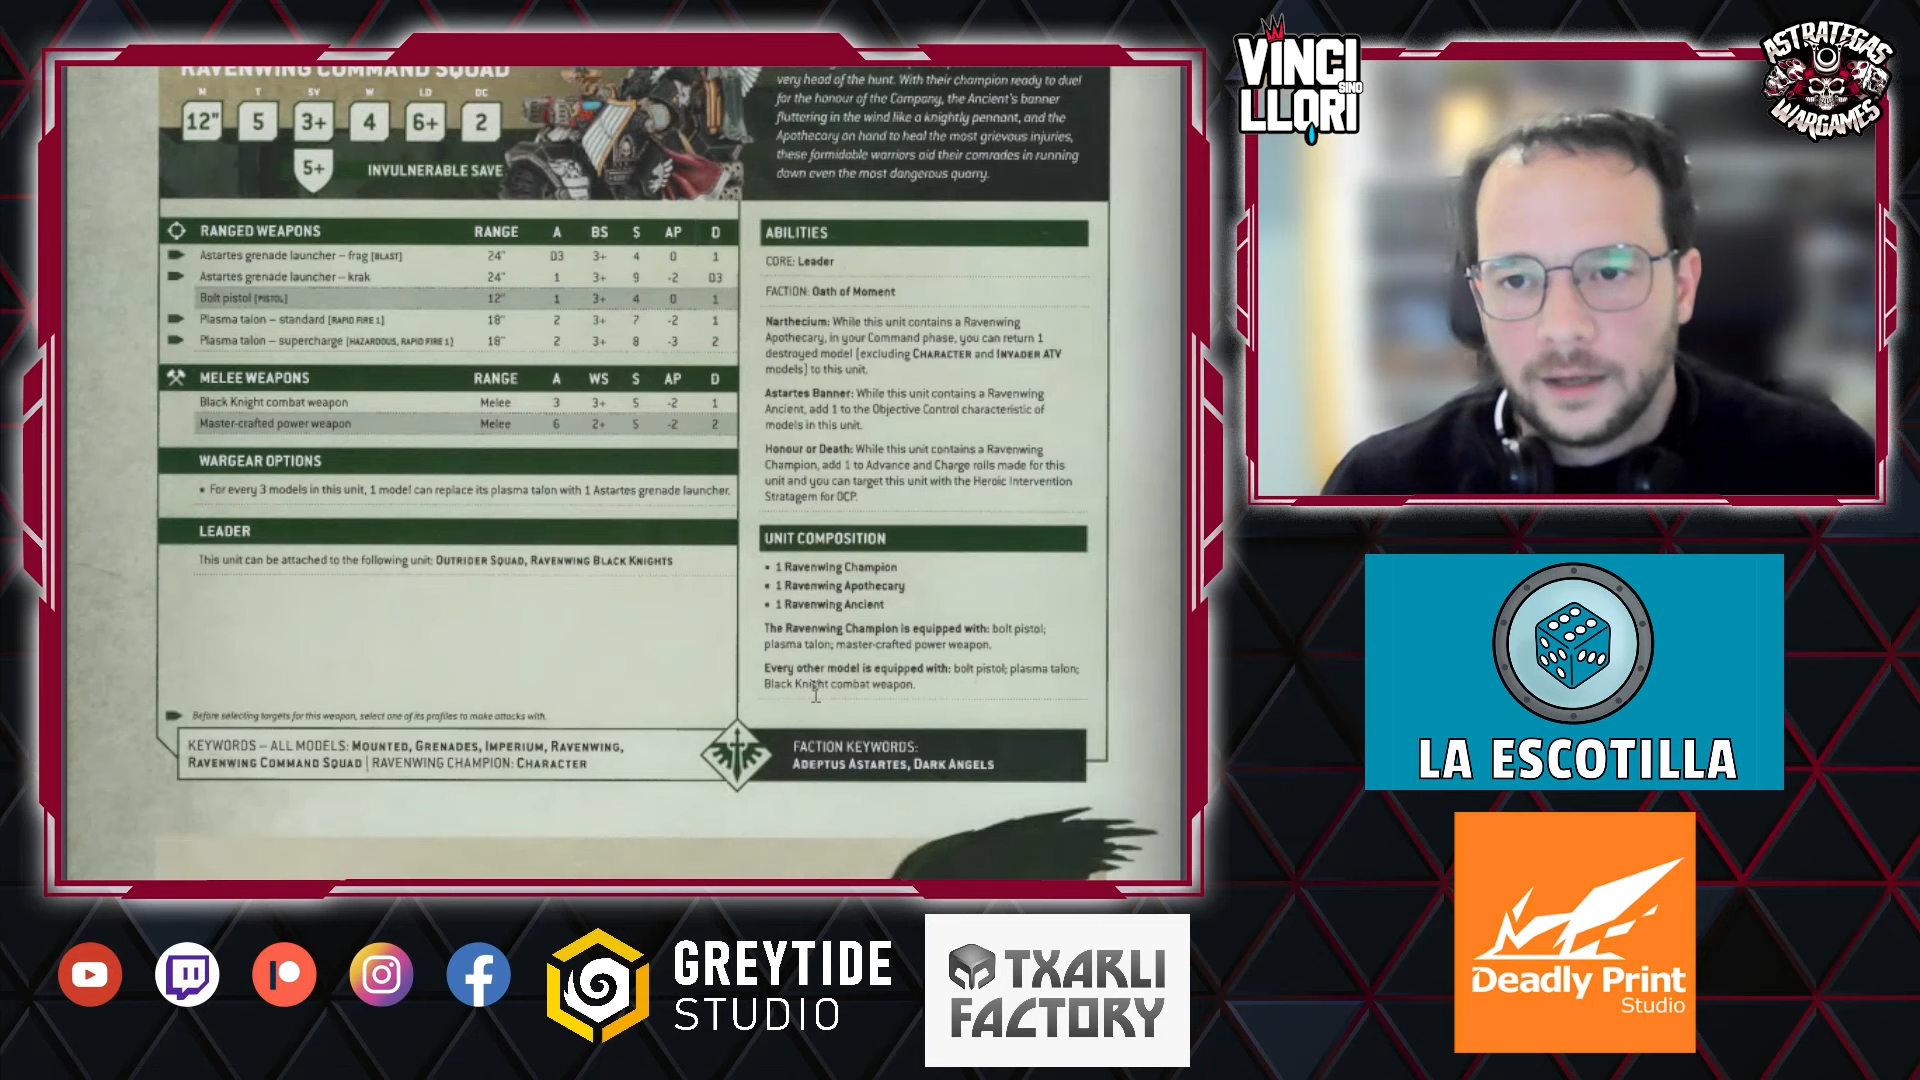 RAVENWING COMMAND SQUAD
M T SV W LD OC
12" 5 3+ 4 6+ 2
5+ INVULNERABLE SAVE
very head of the hunt. With their champion ready to duel
for the honour of the Company, the Ancient's banner
fluttering in the wind like a knightly pennant, and the
Apothecary on hand to heal the most grievous injuries,
these formidable warriors aid their comrades in running
down even the most dangerous quarry.
RANGED WEAPONS RANGE A BS S AP D
Astartes grenade launcher – frag [BLAST] 24" D3 3+ 4 0 1
Astartes grenade launcher – krak 24" 1 3+ 9 -2 D3
Bolt pistol [PISTOL] 12" 1 3+ 4 0 1
Plasma talon – standard [RAPID FIRE 1] 18" 2 3+ 7 -2 1
Plasma talon – supercharge [HAZARDOUS, RAPID FIRE 1] 18" 2 3+ 8 -3 2
MELEE WEAPONS RANGE A WS S AP D
Black Knight combat weapon Melee 3 3+ 5 -2 1
Master-crafted power weapon Melee 6 2+ 5 -2 2
WARGEAR OPTIONS
• For every 3 models in this unit, 1 model can replace its plasma talon with 1 Astartes grenade launcher.
LEADER
This unit can be attached to the following unit: OUTRIDER SQUAD, RAVENWING BLACK KNIGHTS
Before selecting targets for this weapon, select one of its profiles to make attacks with.
KEYWORDS – ALL MODELS: MOUNTED, GRENADES, IMPERIUM, RAVENWING,
RAVENWING COMMAND SQUAD | RAVENWING CHAMPION: CHARACTER
ABILITIES
CORE: Leader
FACTION: Oath of Moment
Narthecium: While this unit contains a Ravenwing
Apothecary, in your Command phase, you can return 1
destroyed model (excluding CHARACTER and INVADER ATV
models) to this unit.
Astartes Banner: While this unit contains a Ravenwing
Ancient, add 1 to the Objective Control characteristic of
models in this unit.
Honour or Death: While this unit contains a Ravenwing
Champion, add 1 to Advance and Charge rolls made for this
unit and you can target this unit with the Heroic Intervention
Stratagem for 0CP.
UNIT COMPOSITION
▪ 1 Ravenwing Champion
▪ 1 Ravenwing Apothecary
▪ 1 Ravenwing Ancient
The Ravenwing Champion is equipped with: bolt pistol;
plasma talon; master-crafted power weapon.
Every other model is equipped with: bolt pistol; plasma talon;
Black Knight combat weapon.
FACTION KEYWORDS:
ADEPTUS ASTARTES, DARK ANGELS
VINCI
SINO
LLORI
ASTRATEGAS
WARGAMES
LA ESCOTILLA
Deadly Print
Studio
GREYTIDE
STUDIO
TXARLI
FACTORY